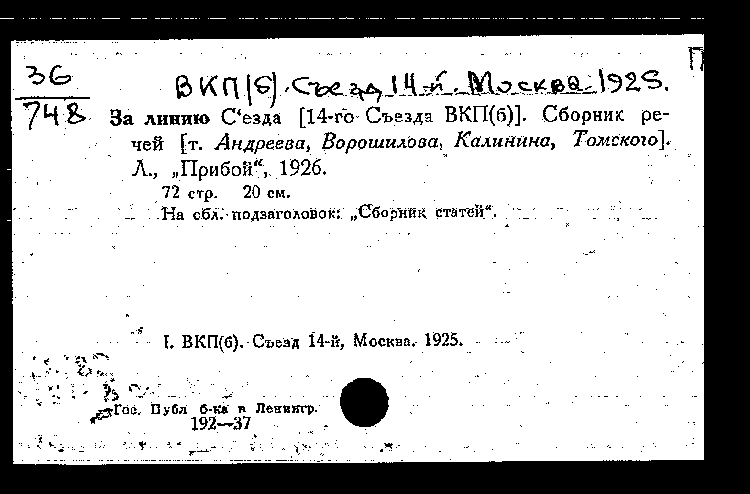 П
36
748
ВКП(б). Съезд 14-й. Москва. 1925.
За линию С'езда [14-го Съезда ВКП(б)]. Сборник ре-
чей [т. Андреева, Ворошилова, Калинина, Томского].
Л., „Прибой“, 1926.
72 стр. 20 см.
На обл. подзаголовок: „Сборник статей“.
I. ВКП(б). Съезд 14-й, Москва. 1925.
Гос. Публ б-ка в Ленингр.
192—37